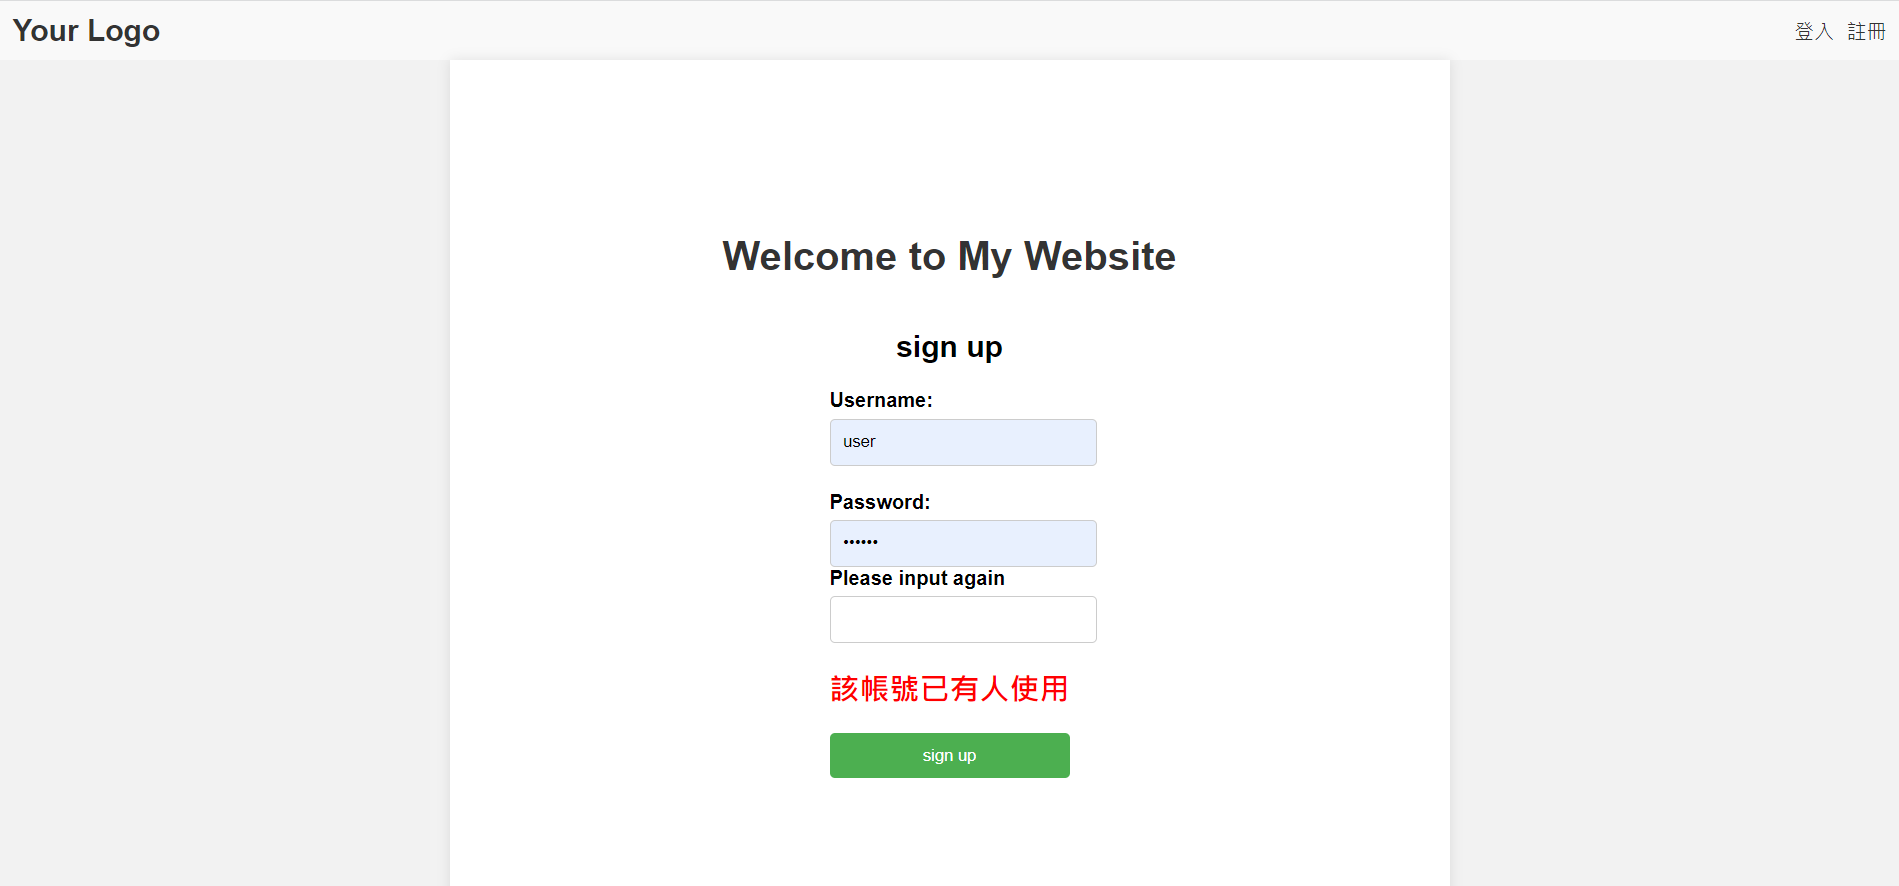 Your Logo
登入 註冊
Welcome to My Website
sign up
Username:
user
Password:
••••••
Please input again
該帳號已有人使用
sign up